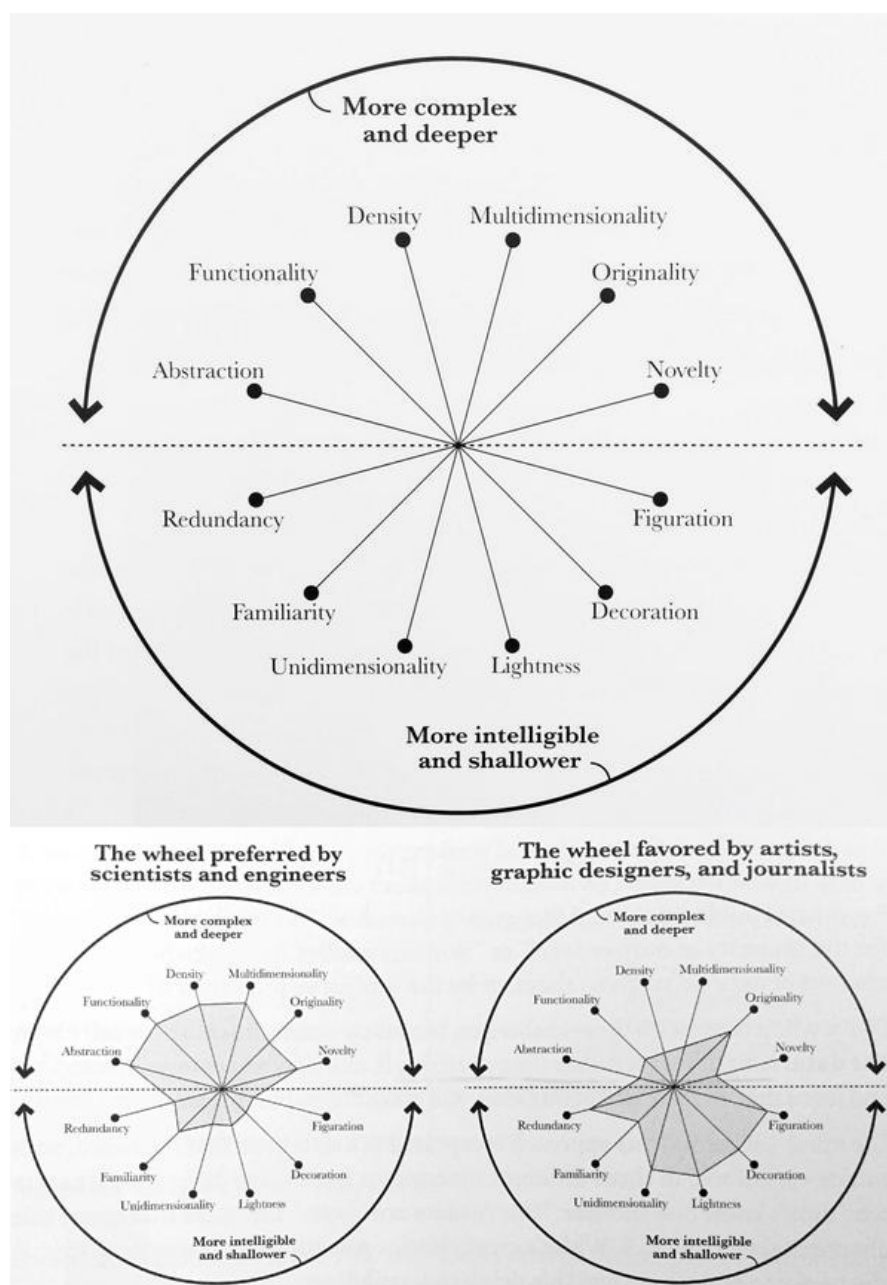 More complex
and deeper
Density
Multidimensionality
Functionality
Originality
Abstraction
Novelty
Redundancy
Figuration
Familiarity
Decoration
Unidimensionality
Lightness
More intelligible
and shallower
The wheel preferred by
scientists and engineers
More complex
and deeper
Density
Multidimensionality
Functionality
Originality
Abstraction
Novelty
Redundancy
Figuration
Familiarity
Decoration
Unidimensionality
Lightness
More intelligible
and shallower
The wheel favored by artists,
graphic designers, and journalists
More complex
and deeper
Density
Multidimensionality
Functionality
Originality
Abstraction
Novelty
Redundancy
Figuration
Familiarity
Decoration
Unidimensionality
Lightness
More intelligible
and shallower